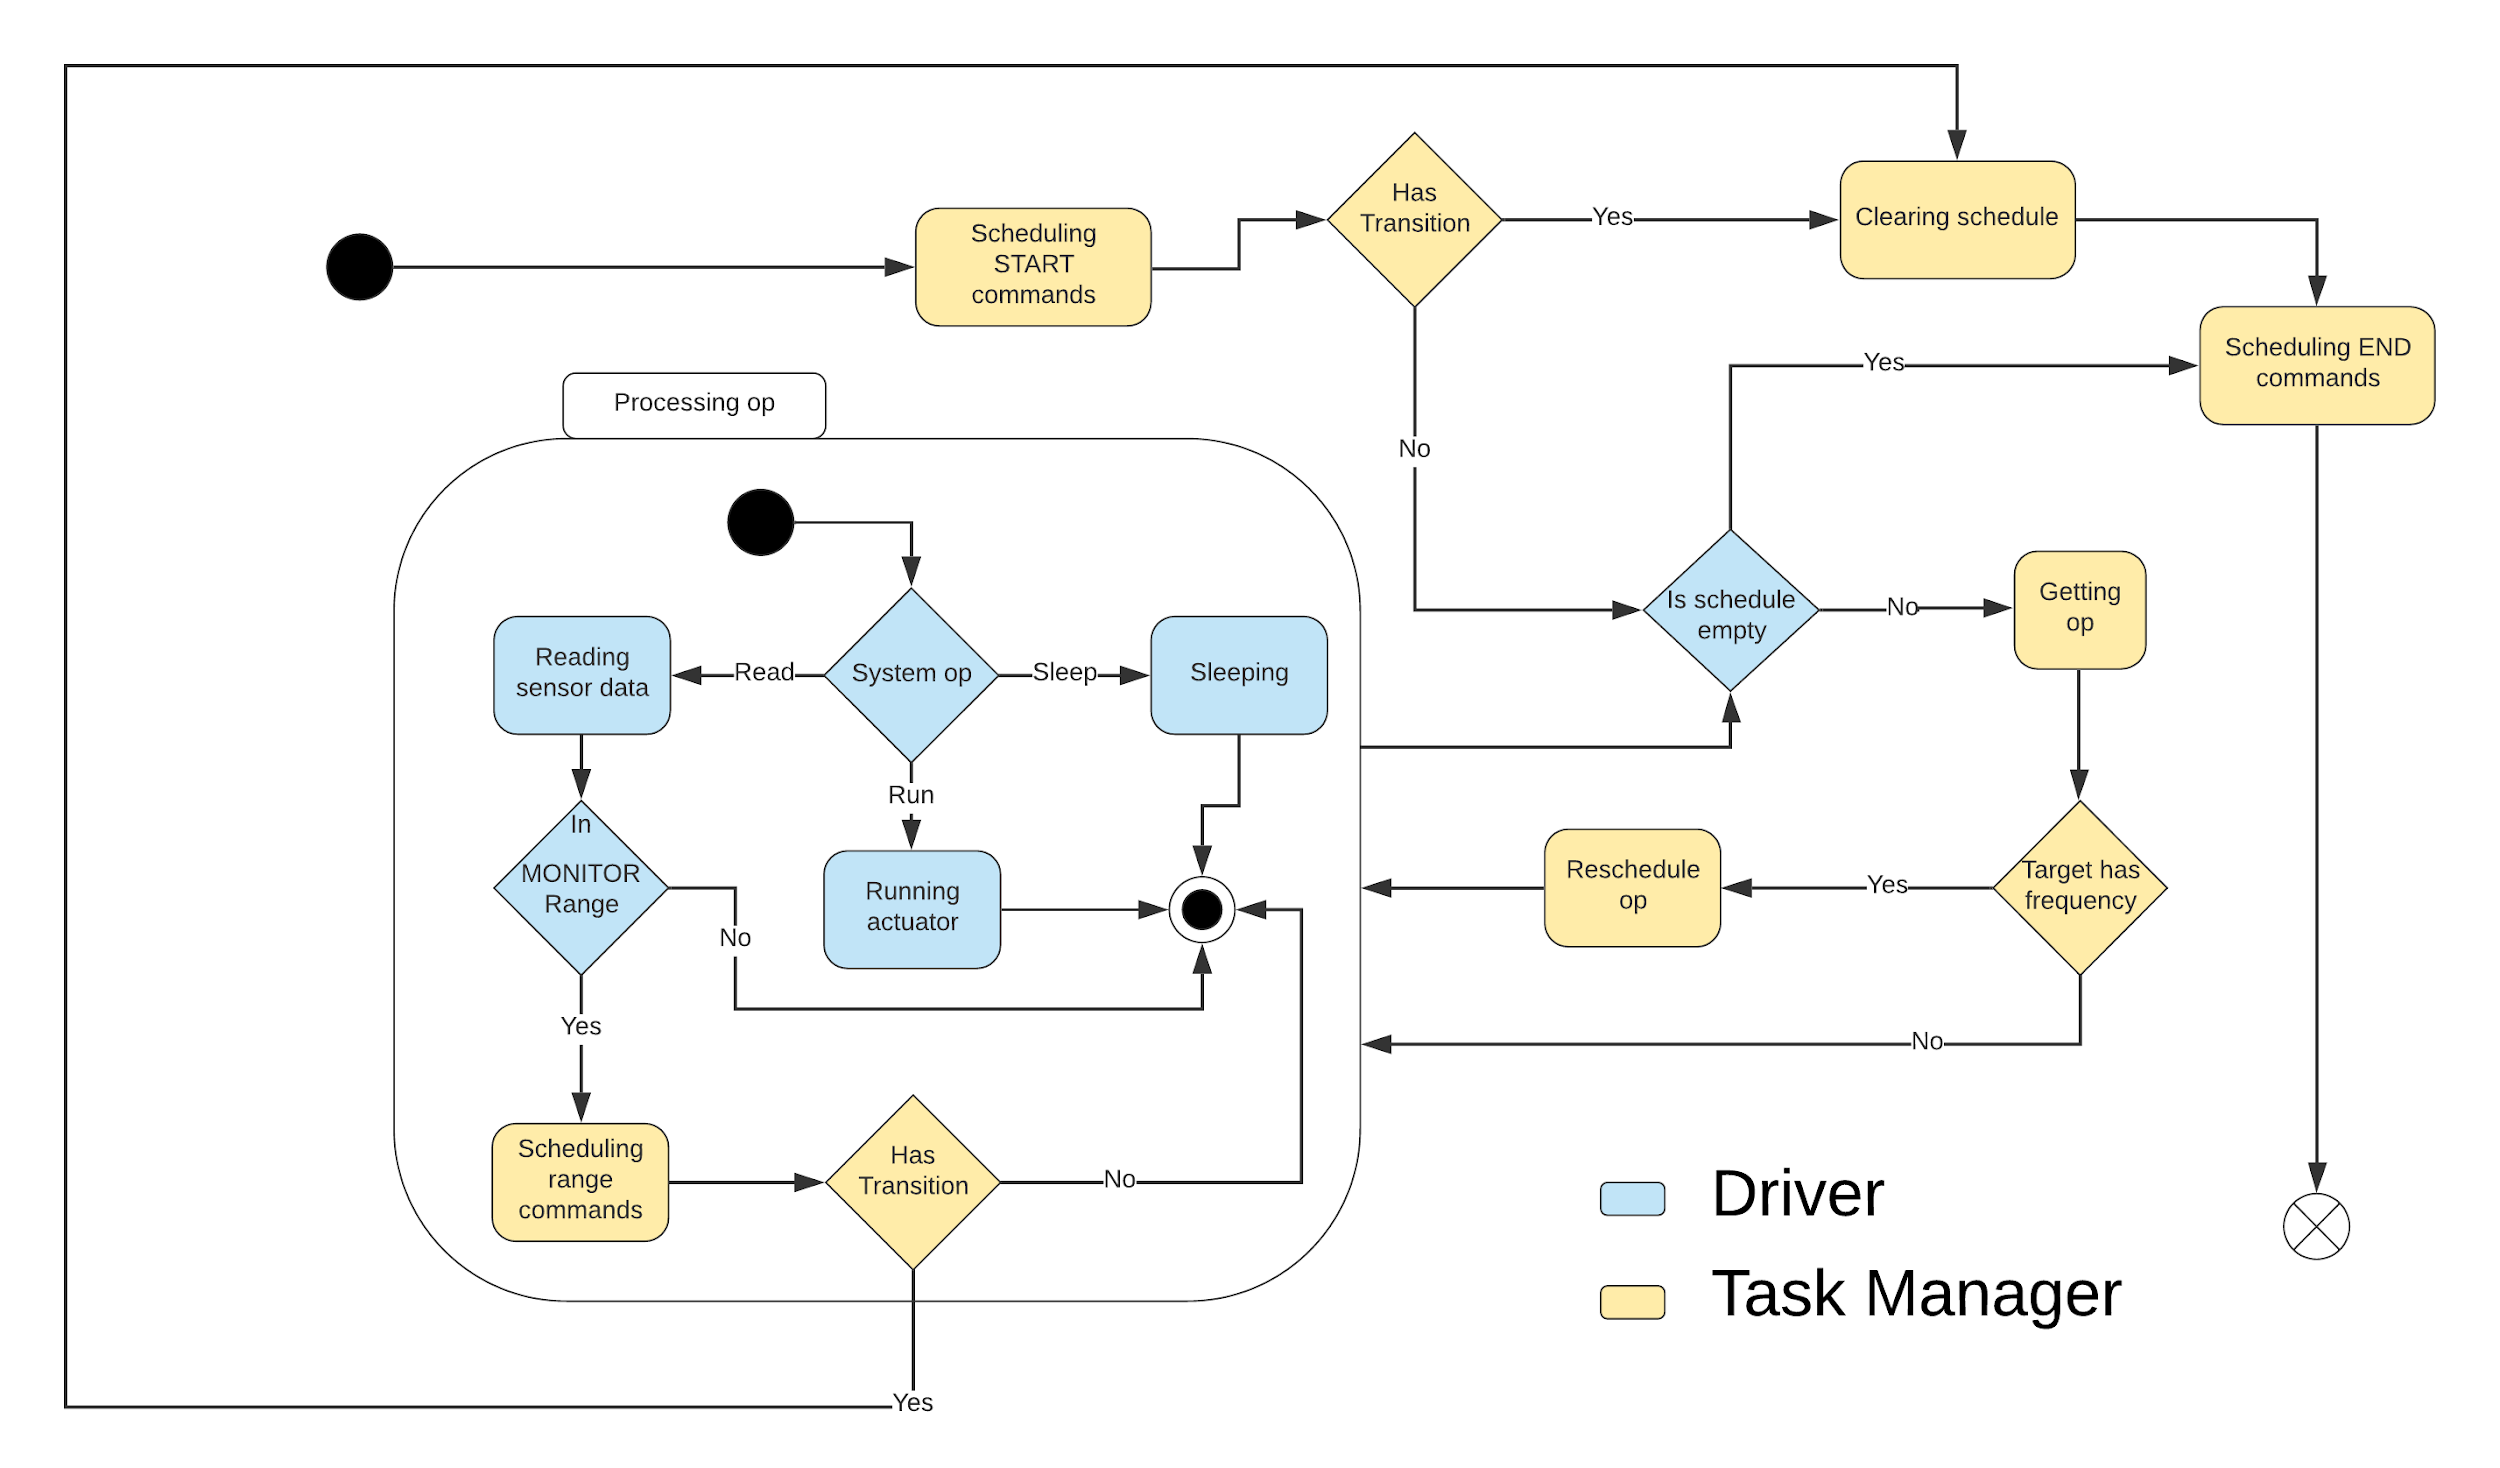 Has
Transition
Yes
Clearing schedule
Scheduling
START
commands
Scheduling END
commands
Yes
Processing op
No
Is schedule
empty
No
Getting
op
Reading
sensor data
Read
System op
Sleep
Sleeping
Run
In
MONITOR
Range
Running
actuator
No
Reschedule
op
Yes
Target has
frequency
Yes
No
Scheduling
range
commands
Has
Transition
No
Driver
Task Manager
Yes